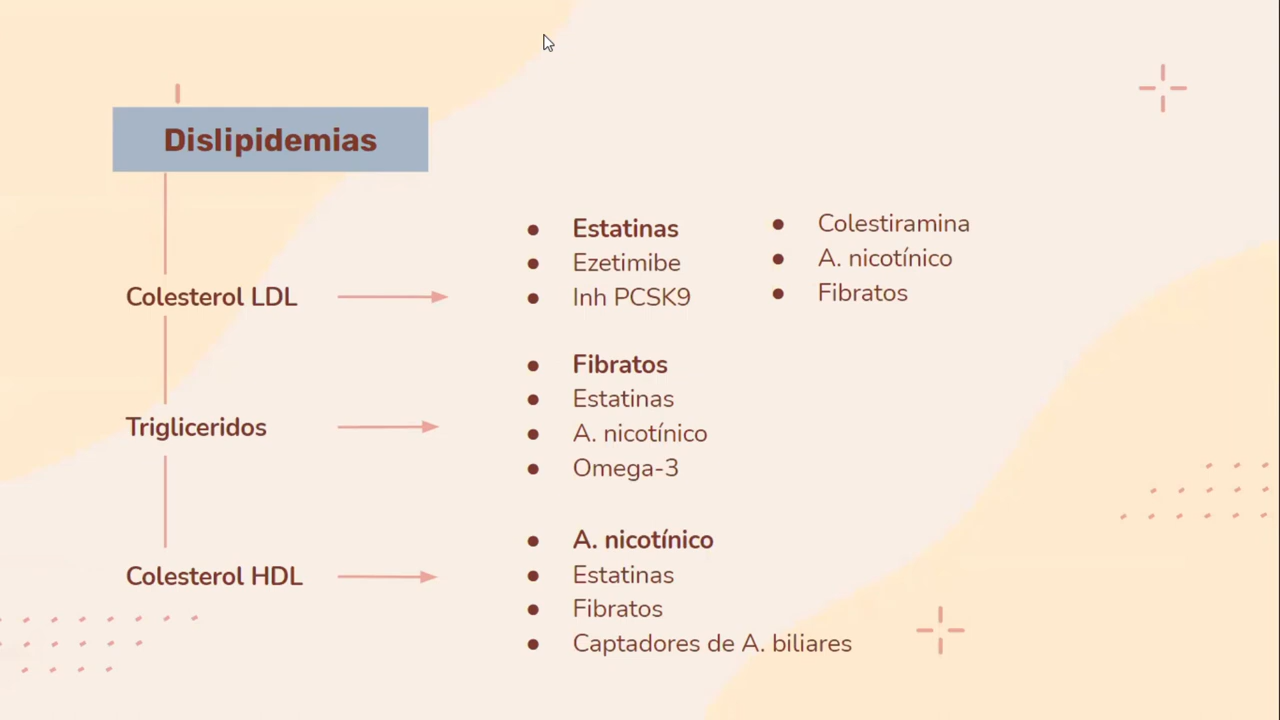 Dislipidemias
Colesterol LDL
● Estatinas
● Ezetimibe
● Inh PCSK9
● Colestiramina
● A. nicotínico
● Fibratos
Trigliceridos
● Fibratos
● Estatinas
● A. nicotínico
● Omega-3
Colesterol HDL
● A. nicotínico
● Estatinas
● Fibratos
● Captadores de A. biliares